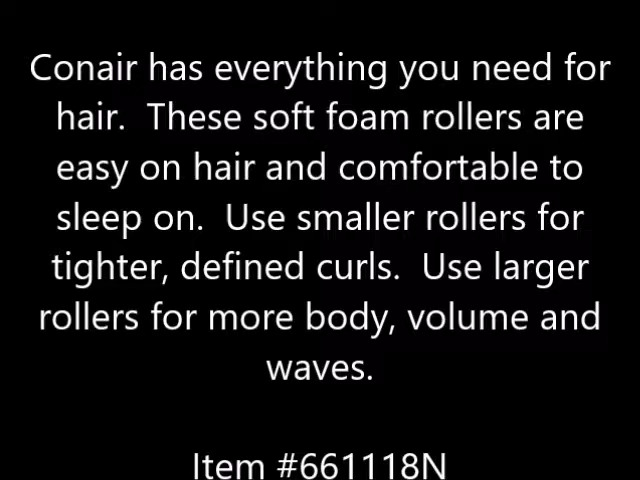 Conair has everything you need for
hair.  These soft foam rollers are
easy on hair and comfortable to
sleep on.  Use smaller rollers for
tighter, defined curls.  Use larger
rollers for more body, volume and
waves.
Item #661118N